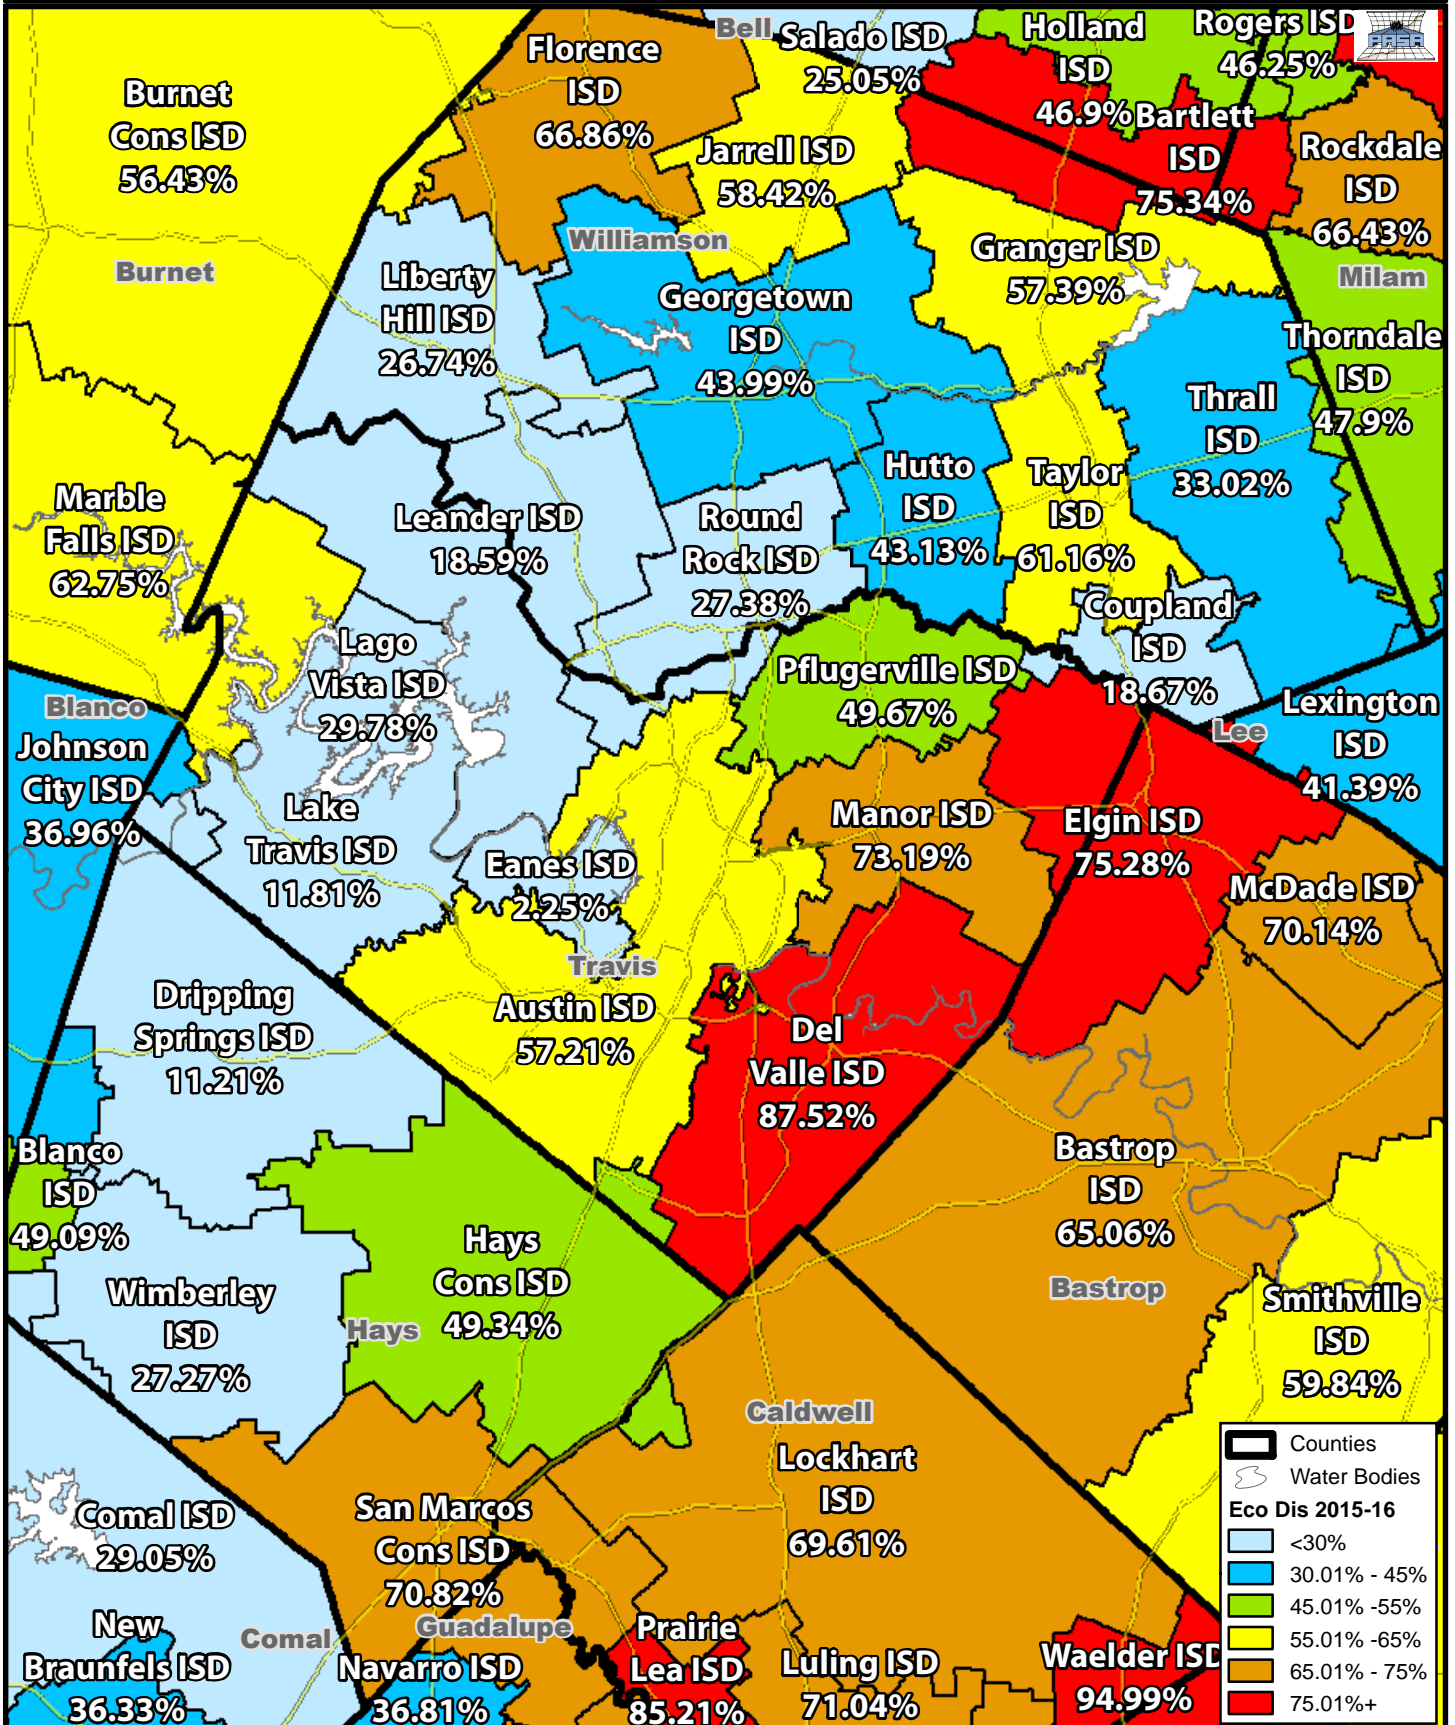 Bell
Salado ISD
25.05%
Holland
ISD
46.9%
Rogers ISD
46.25%
PASA
Florence
ISD
66.86%
Burnet
Cons ISD
56.43%
Jarrell ISD
58.42%
Bartlett
ISD
75.34%
Rockdale
ISD
66.43%
Williamson
Granger ISD
57.39%
Milam
Burnet
Liberty
Hill ISD
26.74%
Georgetown
ISD
43.99%
Thorndale
ISD
47.9%
Thrall
ISD
33.02%
Hutto
ISD
43.13%
Taylor
ISD
61.16%
Marble
Falls ISD
62.75%
Leander ISD
18.59%
Round
Rock ISD
27.38%
Coupland
ISD
18.67%
Lago
Vista ISD
29.78%
Pflugerville ISD
49.67%
Blanco
Johnson
City ISD
36.96%
Lee
Lexington
ISD
41.39%
Lake
Travis ISD
11.81%
Manor ISD
73.19%
Elgin ISD
75.28%
Eanes ISD
2.25%
McDade ISD
70.14%
Travis
Dripping
Springs ISD
11.21%
Austin ISD
57.21%
Del
Valle ISD
87.52%
Blanco
ISD
49.09%
Bastrop
ISD
65.06%
Hays
Cons ISD
49.34%
Wimberley
ISD
27.27%
Hays
Bastrop
Smithville
ISD
59.84%
Caldwell
Lockhart
ISD
69.61%
Comal ISD
29.05%
San Marcos
Cons ISD
70.82%
New
Braunfels ISD
36.33%
Comal
Guadalupe
Navarro ISD
36.81%
Prairie
Lea ISD
85.21%
Luling ISD
71.04%
Waelder ISD
94.99%
Counties
Water Bodies
Eco Dis 2015-16
<30%
30.01% - 45%
45.01% -55%
55.01% -65%
65.01% - 75%
75.01%+